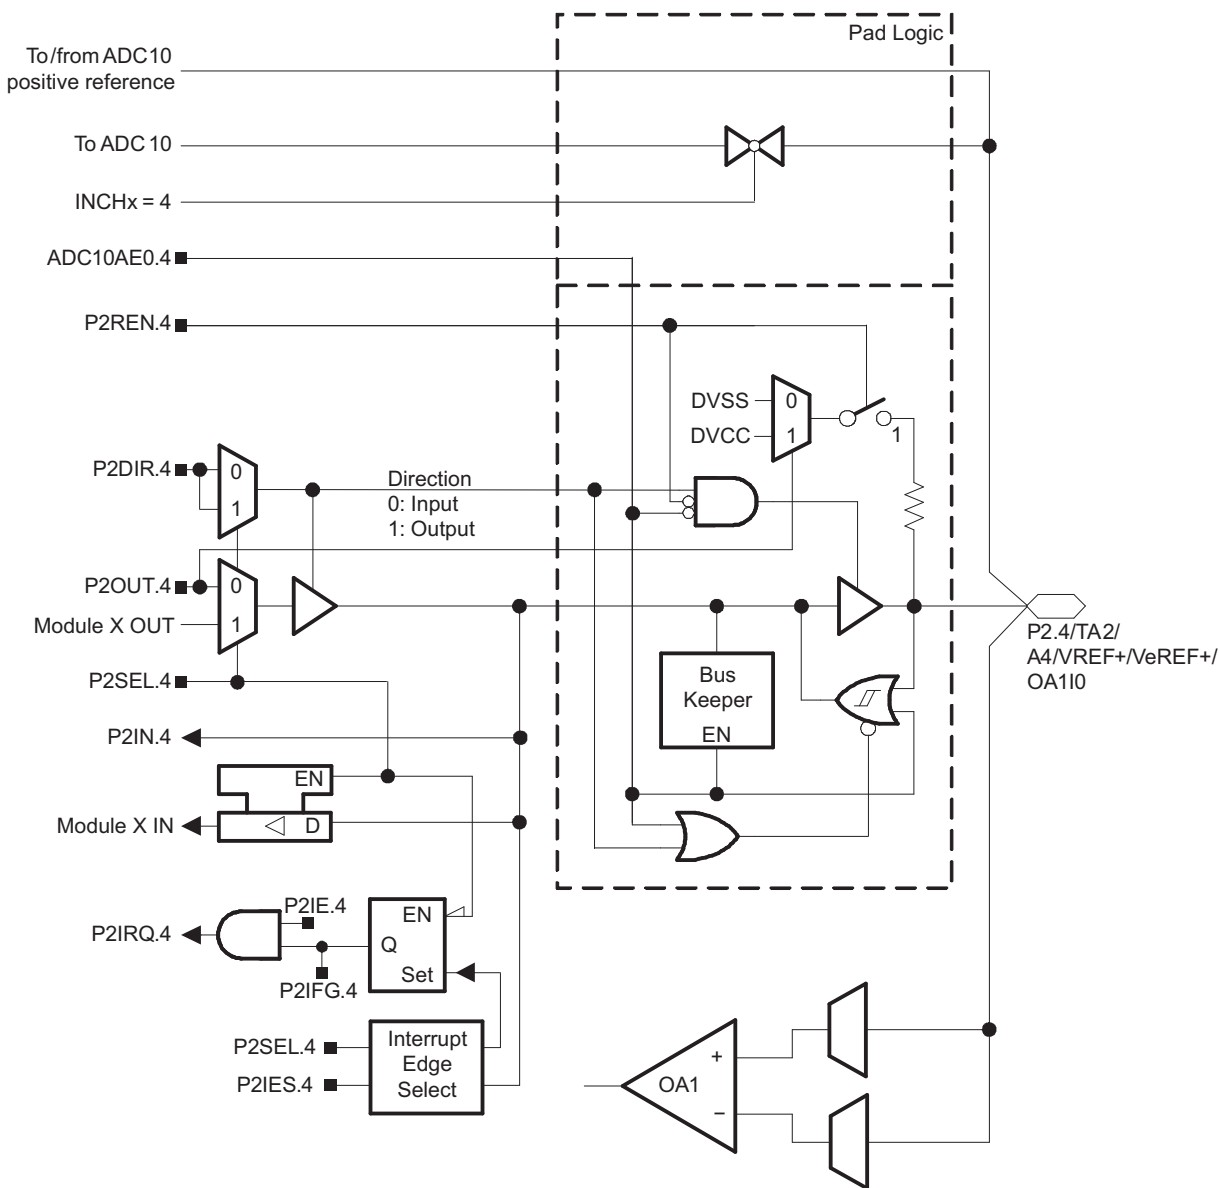 Pad Logic
To/from ADC10
positive reference
To ADC 10
INCHx = 4
ADC10AE0.4
P2REN.4
DVSS
0
DVCC
1
1
P2DIR.4
0
1
Direction
0: Input
1: Output
P2OUT.4
0
Module X OUT
1
P2SEL.4
P2.4/TA2/
A4/VREF+/VeREF+/
OA1I0
Bus
Keeper
EN
P2IN.4
EN
Module X IN
D
P2IE.4
EN
P2IRQ.4
Q
Set
P2IFG.4
P2SEL.4
Interrupt
Edge
Select
P2IES.4
+
OA1
−